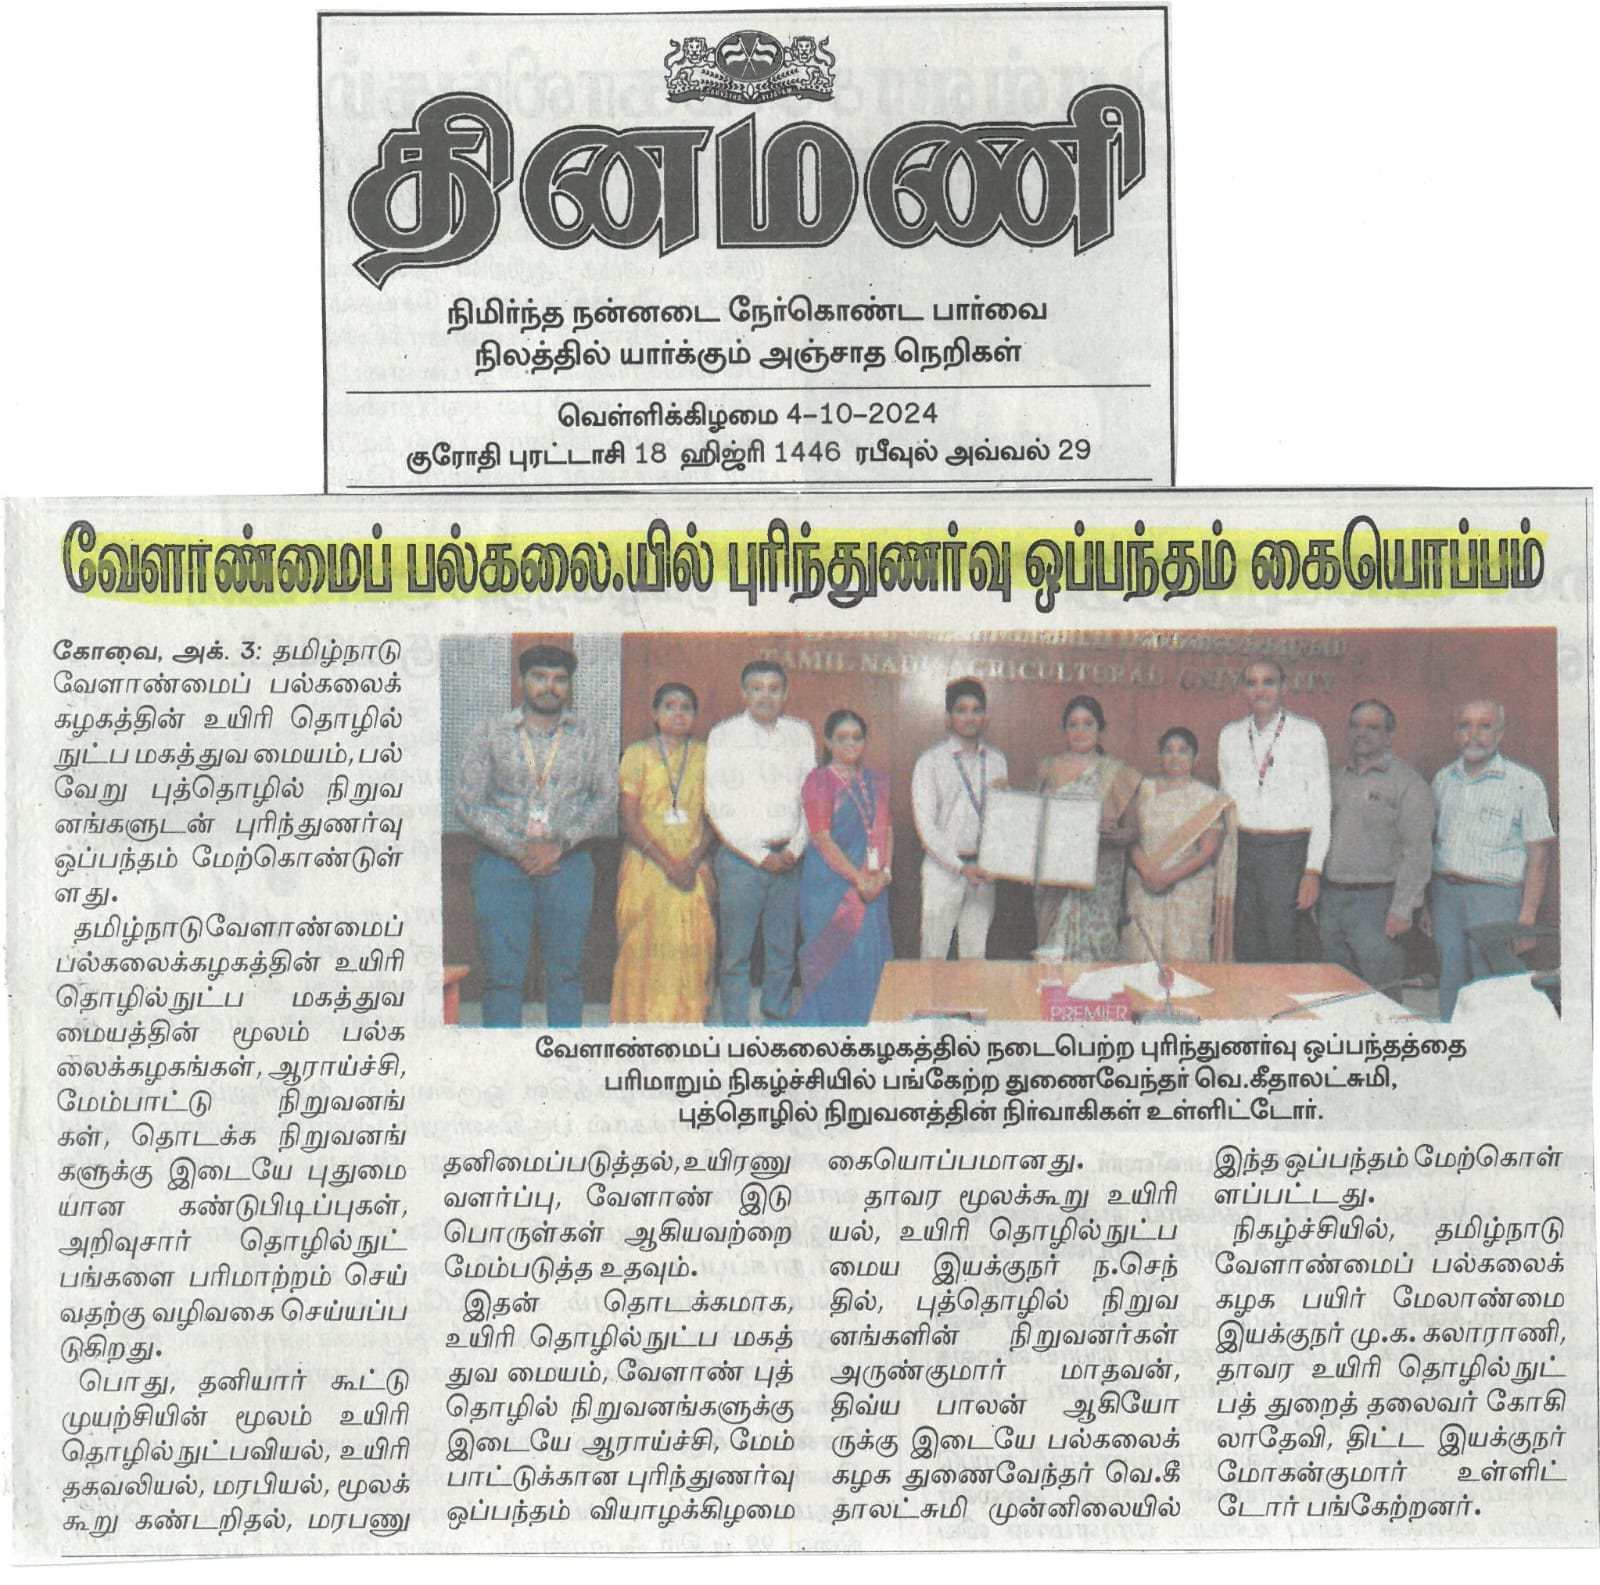 தினமணி
நிமிர்ந்த நன்னடை நேர்கொண்ட பார்வை
நிலத்தில் யார்க்கும் அஞ்சாத நெறிகள்
வெள்ளிக்கிழமை 4-10-2024
குரோதி புரட்டாசி 18 ஹிஜ்ரி 1446 ரபீவுல் அவ்வல் 29
வேளாண்மைப் பல்கலை.யில் புரிந்துணர்வு ஒப்பந்தம் கையொப்பம்
கோவை, அக். 3: தமிழ்நாடு
வேளாண்மைப் பல்கலைக்
கழகத்தின் உயிரி தொழில்
நுட்ப மகத்துவ மையம், பல்
வேறு புத்தொழில் நிறுவ
னங்களுடன் புரிந்துணர்வு
ஒப்பந்தம் மேற்கொண்டுள்
ளது.
தமிழ்நாடு வேளாண்மைப்
பல்கலைக்கழகத்தின் உயிரி
தொழில்நுட்ப மகத்துவ
மையத்தின் மூலம் பல்க
லைக்கழகங்கள், ஆராய்ச்சி,
மேம்பாட்டு நிறுவனங்
கள், தொடக்க நிறுவனங்
களுக்கு இடையே புதுமை
யான கண்டுபிடிப்புகள்,
அறிவுசார் தொழில்நுட்
பங்களை பரிமாற்றம் செய்
வதற்கு வழிவகை செய்யப்ப
டுகிறது.
பொது, தனியார் கூட்டு
முயற்சியின் மூலம் உயிரி
தொழில்நுட்பவியல், உயிரி
தகவலியல், மரபியல், மூலக்
கூறு கண்டறிதல், மரபணு
TAMIL NADU AGRICULTURAL UNIVERSITY
PREMIER
வேளாண்மைப் பல்கலைக்கழகத்தில் நடைபெற்ற புரிந்துணர்வு ஒப்பந்தத்தை
பரிமாறும் நிகழ்ச்சியில் பங்கேற்ற துணைவேந்தர் வெ.கீதாலட்சுமி,
புத்தொழில் நிறுவனத்தின் நிர்வாகிகள் உள்ளிட்டோர்.
தனிமைப்படுத்தல், உயிரணு
வளர்ப்பு, வேளாண் இடு
பொருள்கள் ஆகியவற்றை
மேம்படுத்த உதவும்.
இதன் தொடக்கமாக,
உயிரி தொழில்நுட்ப மகத்
துவ மையம், வேளாண் புத்
தொழில் நிறுவனங்களுக்கு
இடையே ஆராய்ச்சி, மேம்
பாட்டுக்கான புரிந்துணர்வு
ஒப்பந்தம் வியாழக்கிழமை
கையொப்பமானது.
தாவர மூலக்கூறு உயிரி
யல், உயிரி தொழில்நுட்ப
மைய இயக்குநர் ந.செந்
தில், புத்தொழில் நிறுவ
னங்களின் நிறுவனர்கள்
அருண்குமார் மாதவன்,
திவ்ய பாலன் ஆகியோ
ருக்கு இடையே பல்கலைக்
கழக துணைவேந்தர் வெ.கீ
தாலட்சுமி முன்னிலையில்
இந்த ஒப்பந்தம் மேற்கொள்
ளப்பட்டது.
நிகழ்ச்சியில், தமிழ்நாடு
வேளாண்மைப் பல்கலைக்
கழக பயிர் மேலாண்மை
இயக்குநர் மு.க. கலாராணி,
தாவர உயிரி தொழில்நுட்
பத் துறைத் தலைவர் கோகி
லாதேவி, திட்ட இயக்குநர்
மோகன்குமார் உள்ளிட்
டோர் பங்கேற்றனர்.